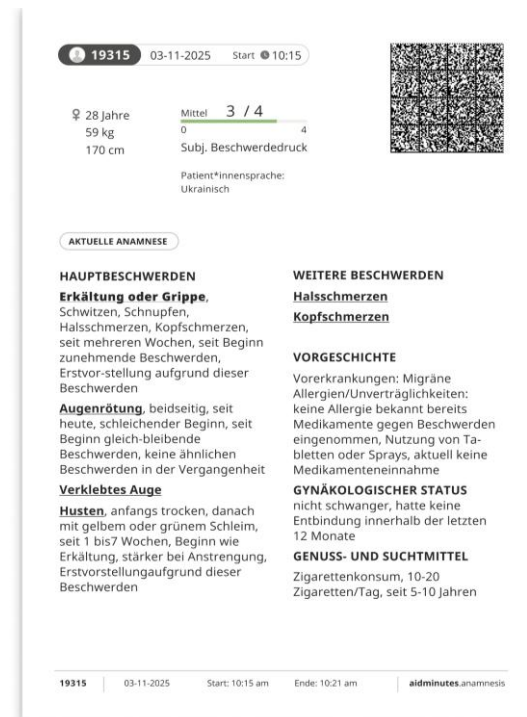 19315 03-11-2025 Start 10:15
♀ 28 Jahre
59 kg
170 cm
Mittel 3 / 4
0 4
Subj. Beschwerdedruck
Patient*innensprache:
Ukrainisch
AKTUELLE ANAMNESE
HAUPTBESCHWERDEN
Erkältung oder Grippe,
Schwitzen, Schnupfen,
Halsschmerzen, Kopfschmerzen,
seit mehreren Wochen, seit Beginn
zunehmende Beschwerden,
Erstvor-stellung aufgrund dieser
Beschwerden
Augenrötung, beidseitig, seit
heute, schleichender Beginn, seit
Beginn gleich-bleibende
Beschwerden, keine ähnlichen
Beschwerden in der Vergangenheit
Verklebtes Auge
Husten, anfangs trocken, danach
mit gelbem oder grünem Schleim,
seit 1 bis7 Wochen, Beginn wie
Erkältung, stärker bei Anstrengung,
Erstvorstellungaufgrund dieser
Beschwerden
WEITERE BESCHWERDEN
Halsschmerzen
Kopfschmerzen
VORGESCHICHTE
Vorerkrankungen: Migräne
Allergien/Unverträglichkeiten:
keine Allergie bekannt bereits
Medikamente gegen Beschwerden
eingenommen, Nutzung von Ta-
bletten oder Sprays, aktuell keine
Medikamenteneinnahme
GYNÄKOLOGISCHER STATUS
nicht schwanger, hatte keine
Entbindung innerhalb der letzten
12 Monate
GENUSS- UND SUCHTMITTEL
Zigarettenkonsum, 10-20
Zigaretten/Tag, seit 5-10 Jahren
19315 03-11-2025 Start: 10:15 am Ende: 10:21 am aidminutes.anamnesis